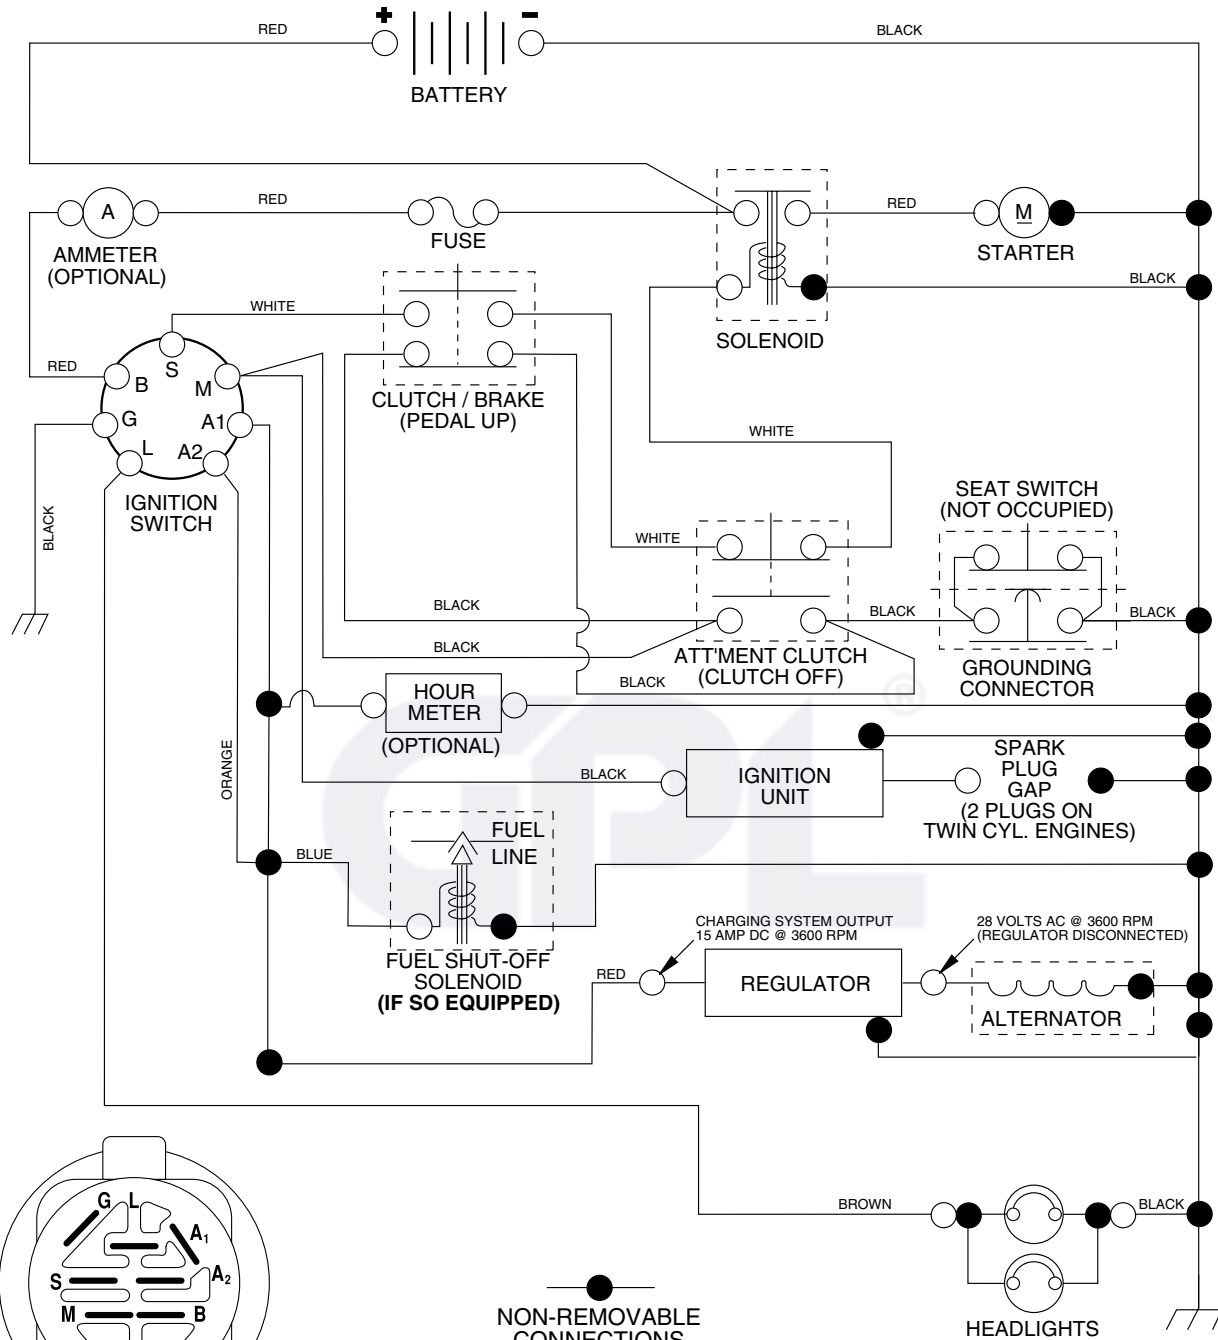 + -
RED
BLACK
BATTERY
A
RED
FUSE
RED
M
AMMETER
(OPTIONAL)
STARTER
BLACK
WHITE
SOLENOID
RED
B
S
M
G
A1
L
A2
CLUTCH / BRAKE
(PEDAL UP)
IGNITION
SWITCH
BLACK
WHITE
SEAT SWITCH
(NOT OCCUPIED)
WHITE
BLACK
BLACK
BLACK
BLACK
ATT'MENT CLUTCH
(CLUTCH OFF)
GROUNDING
CONNECTOR
BLACK
HOUR
METER
(OPTIONAL)
GPL ®
ORANGE
BLACK
IGNITION
UNIT
SPARK
PLUG
GAP
(2 PLUGS ON
TWIN CYL. ENGINES)
BLUE
FUEL
LINE
FUEL SHUT-OFF
SOLENOID
(IF SO EQUIPPED)
CHARGING SYSTEM OUTPUT
15 AMP DC @ 3600 RPM
28 VOLTS AC @ 3600 RPM
(REGULATOR DISCONNECTED)
RED
REGULATOR
ALTERNATOR
BROWN
BLACK
HEADLIGHTS
G L
A1
S
A2
M
B
NON-REMOVABLE
CONNECTIONS